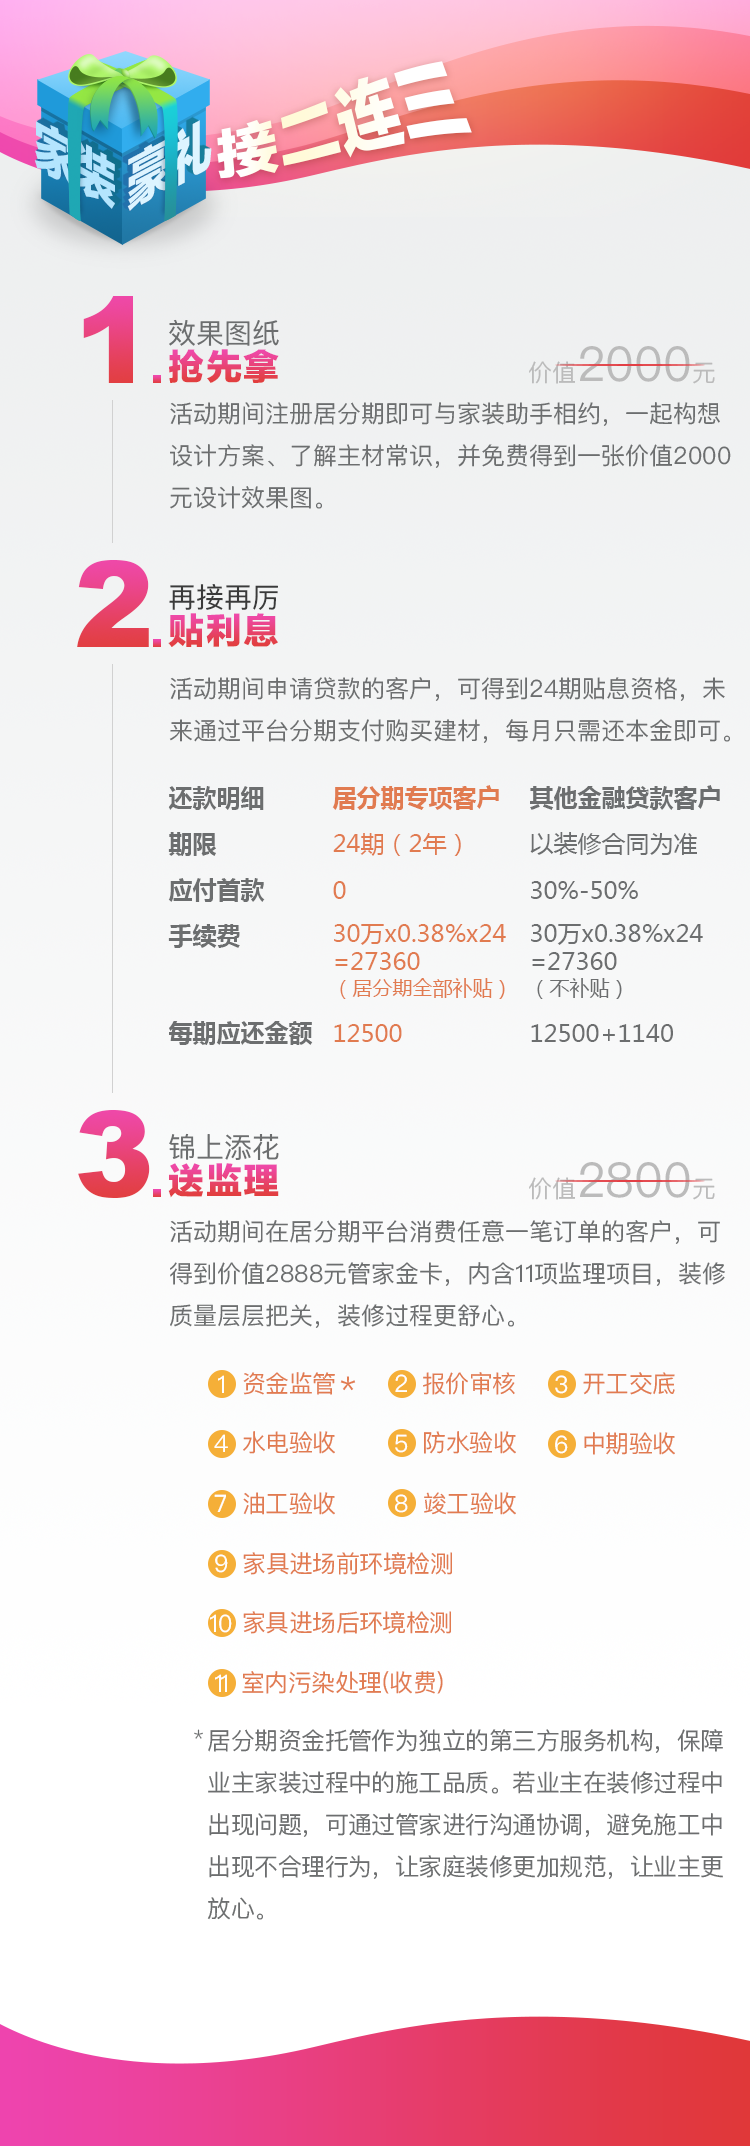 家装豪礼接二连三
1.
效果图纸
抢先拿
价值2000元
活动期间注册居分期即可与家装助手相约，一起构想
设计方案、了解主材常识，并免费得到一张价值2000
元设计效果图。
2.
再接再厉
贴利息
活动期间申请贷款的客户，可得到24期贴息资格，未
来通过平台分期支付购买建材，每月只需还本金即可。
还款明细 居分期专项客户 其他金融贷款客户
期限 24期（2年） 以装修合同为准
应付首款 0 30%-50%
手续费 30万x0.38%x24 30万x0.38%x24
=27360 =27360
（居分期全部补贴） （不补贴）
每期应还金额 12500 12500+1140
3.
锦上添花
送监理
价值2800元
活动期间在居分期平台消费任意一笔订单的客户，可
得到价值2888元管家金卡，内含11项监理项目，装修
质量层层把关，装修过程更舒心。
1 资金监管* 2 报价审核 3 开工交底
4 水电验收 5 防水验收 6 中期验收
7 油工验收 8 竣工验收
9 家具进场前环境检测
10 家具进场后环境检测
11 室内污染处理(收费)
*居分期资金托管作为独立的第三方服务机构，保障
业主家装过程中的施工品质。若业主在装修过程中
出现问题，可通过管家进行沟通协调，避免施工中
出现不合理行为，让家庭装修更加规范，让业主更
放心。